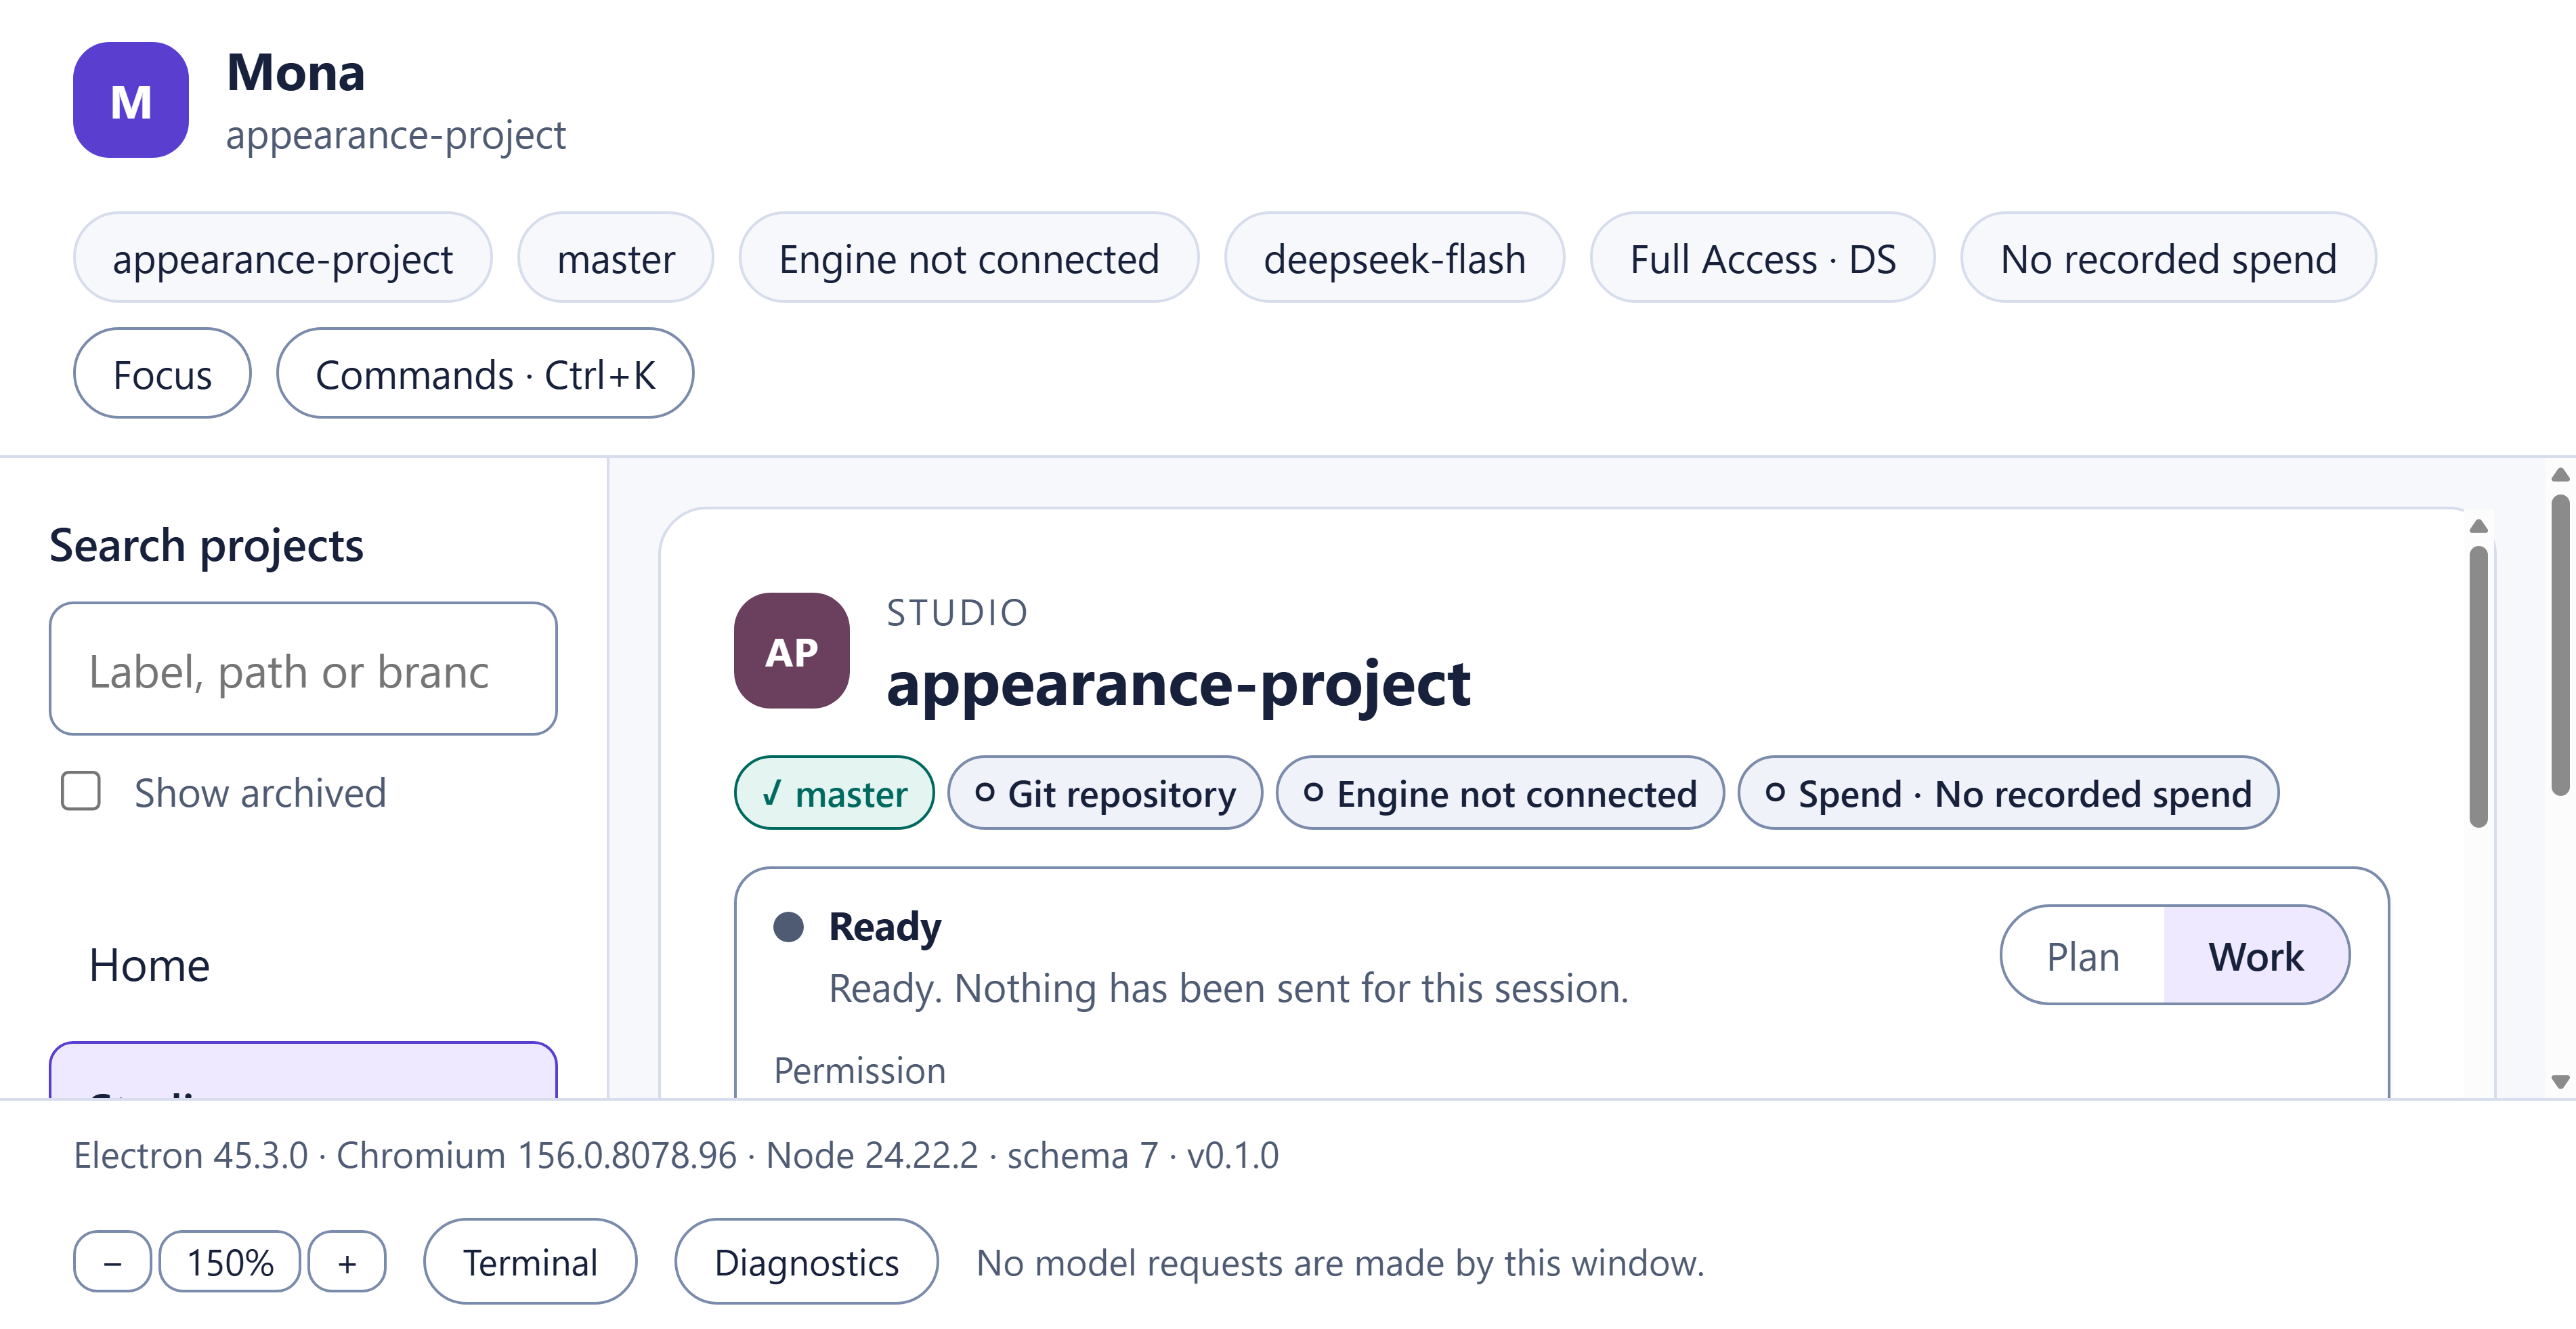 M
Mona
appearance-project
appearance-project master Engine not connected deepseek-flash Full Access · DS No recorded spend
Focus Commands · Ctrl+K
Search projects
Label, path or branc
Show archived
Home
AP
STUDIO
appearance-project
✓ master Git repository Engine not connected Spend · No recorded spend
Ready
Ready. Nothing has been sent for this session.
Plan Work
Permission
Electron 45.3.0 · Chromium 156.0.8078.96 · Node 24.22.2 · schema 7 · v0.1.0
− 150% + Terminal Diagnostics No model requests are made by this window.